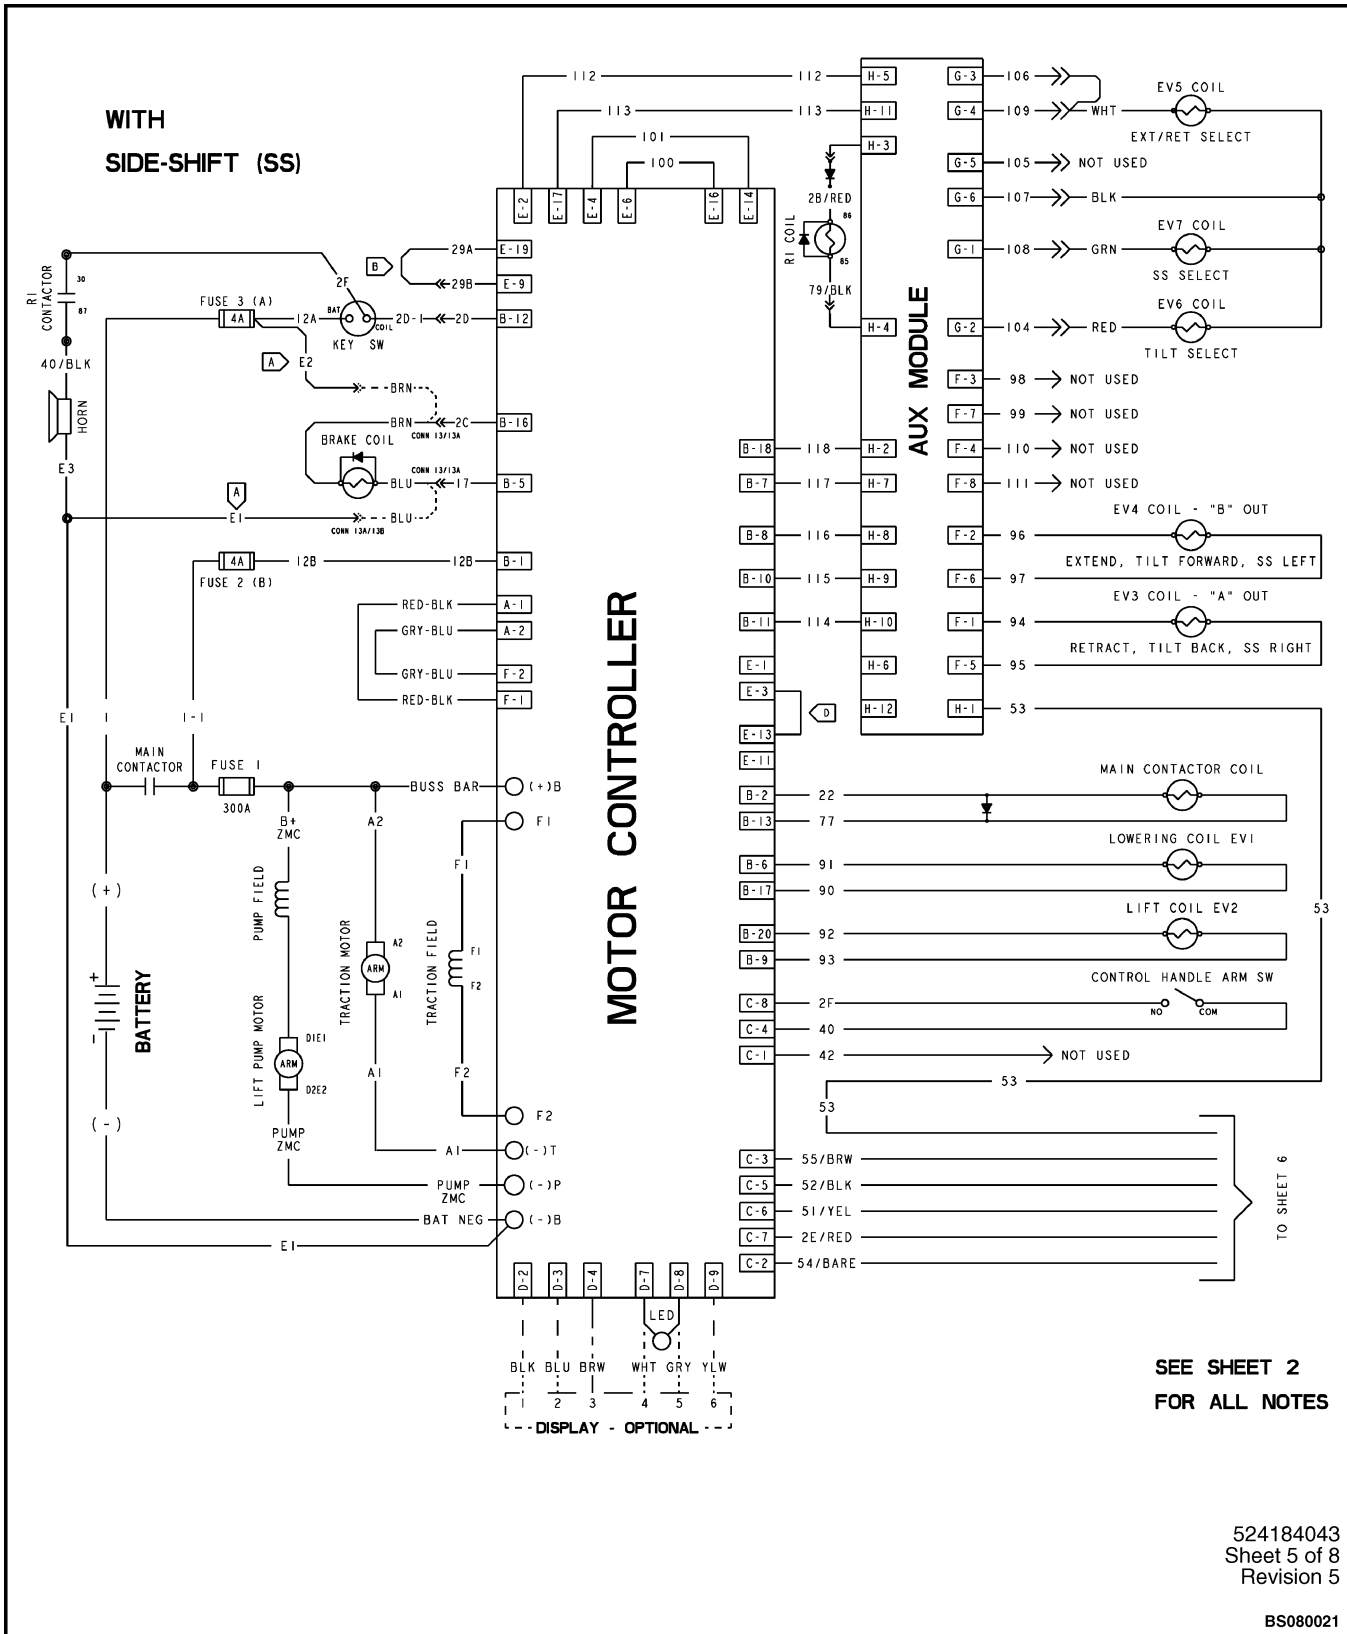 WITH
SIDE-SHIFT (SS)
112
112
H-5
G-3
106
EV5 COIL
113
113
H-11
G-4
109
WHT
EXT/RET SELECT
101
H-3
100
G-5
105
NOT USED
2B/RED
G-6
107
BLK
E-2
E-17
E-4
E-6
E-16
E-14
86
R1 COIL
85
EV7 COIL
29A
E-19
G-1
108
GRN
SS SELECT
B
29B
E-9
79/BLK
R1
CONTACTOR
30
87
2F
FUSE 3 (A)
4A
12A
BAT
COIL
2D-1
2D
B-12
KEY SW
H-4
EV6 COIL
G-2
104
RED
TILT SELECT
AUX MODULE
40/BLK
A
E2
BRN
F-3
98
NOT USED
HORN
BRN
2C
B-16
CONN 13/13A
F-7
99
NOT USED
BRAKE COIL
B-18
118
H-2
F-4
110
NOT USED
E3
CONN 13/13A
BLU
17
B-5
B-7
117
H-7
F-8
111
NOT USED
A
E1
BLU
CONN 13A/13B
EV4 COIL - "B" OUT
B-8
116
H-8
F-2
96
4A
12B
12B
B-1
FUSE 2 (B)
EXTEND, TILT FORWARD, SS LEFT
B-10
115
H-9
F-6
97
RED-BLK
A-1
EV3 COIL - "A" OUT
GRY-BLU
A-2
B-11
114
H-10
F-1
94
RETRACT, TILT BACK, SS RIGHT
GRY-BLU
F-2
E-1
H-6
F-5
95
RED-BLK
F-1
E-3
D
H-12
H-1
53
E1
1
1-1
E-13
MOTOR CONTROLLER
MAIN
CONTACTOR
FUSE 1
300A
E-11
BUSS BAR
(+)B
MAIN CONTACTOR COIL
B-2
22
B+
ZMC
A2
F1
B-13
77
F1
LOWERING COIL EV1
B-6
91
(+)
PUMP FIELD
B-17
90
LIFT COIL EV2
53
B-20
92
TRACTION MOTOR
A2
ARM
A1
TRACTION FIELD
F1
F2
B-9
93
+
-
BATTERY
CONTROL HANDLE ARM SW
C-8
2F
NO
COM
LIFT PUMP MOTOR
D1E1
ARM
D2E2
C-4
40
C-1
42
NOT USED
A1
F2
53
53
(-)
PUMP
ZMC
F2
A1
(-)T
C-3
55/BRW
PUMP
ZMC
(-)P
C-5
52/BLK
TO SHEET 6
BAT NEG
(-)B
C-6
51/YEL
E1
C-7
2E/RED
C-2
54/BARE
D-2
D-3
D-4
D-7
D-8
D-9
LED
BLK
BLU
BRW
WHT
GRY
YLW
1
2
3
4
5
6
DISPLAY - OPTIONAL
SEE SHEET 2
FOR ALL NOTES
524184043
Sheet 5 of 8
Revision 5
BS080021